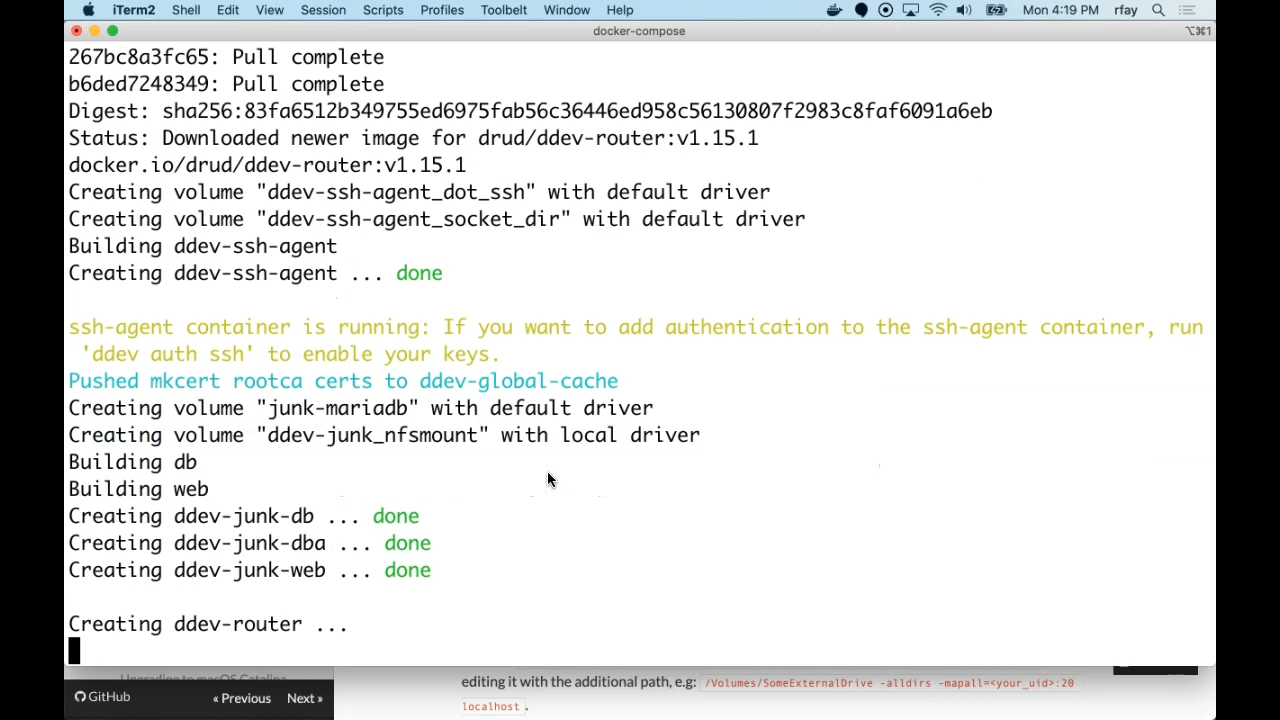 iTerm2 Shell Edit View Session Scripts Profiles Toolbelt Window Help Mon 4:19 PM rfay
docker-compose ⌥⌘1
267bc8a3fc65: Pull complete
b6ded7248349: Pull complete
Digest: sha256:83fa6512b349755ed6975fab56c36446ed958c56130807f2983c8faf6091a6eb
Status: Downloaded newer image for drud/ddev-router:v1.15.1
docker.io/drud/ddev-router:v1.15.1
Creating volume "ddev-ssh-agent_dot_ssh" with default driver
Creating volume "ddev-ssh-agent_socket_dir" with default driver
Building ddev-ssh-agent
Creating ddev-ssh-agent ... done
ssh-agent container is running: If you want to add authentication to the ssh-agent container, run
'ddev auth ssh' to enable your keys.
Pushed mkcert rootca certs to ddev-global-cache
Creating volume "junk-mariadb" with default driver
Creating volume "ddev-junk_nfsmount" with local driver
Building db
Building web
Creating ddev-junk-db ... done
Creating ddev-junk-dba ... done
Creating ddev-junk-web ... done
Creating ddev-router ...
Upgrading to macOS Catalina
editing it with the additional path, e.g: /Volumes/SomeExternalDrive -alldirs -mapall=<your_uid>:20
GitHub « Previous Next »
localhost .